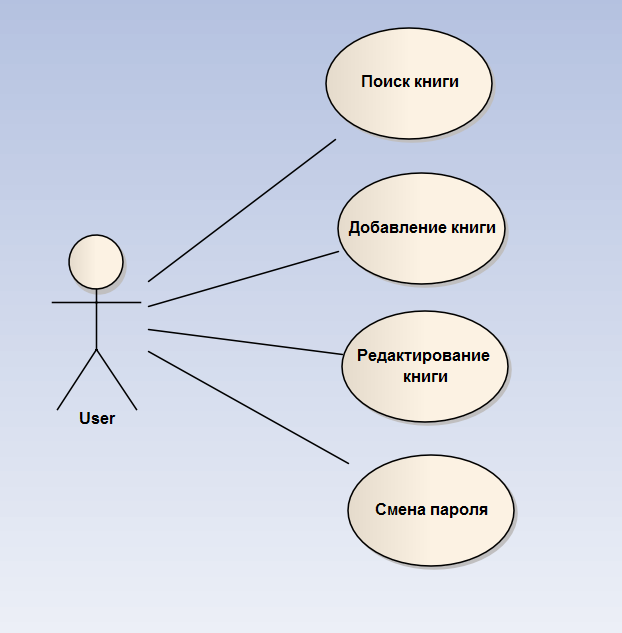 Поиск книги
Добавление книги
Редактирование
книги
User
Смена пароля